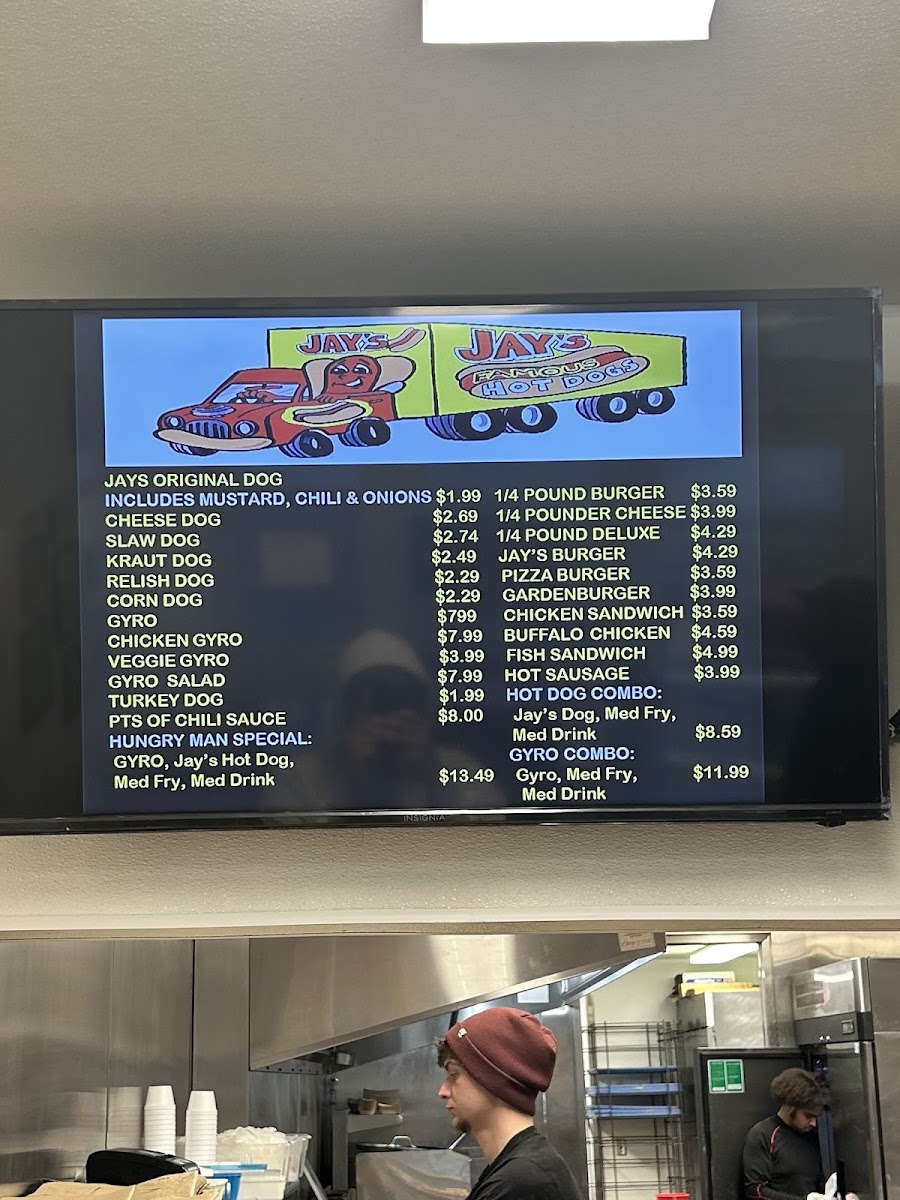 JAY'S
JAY'S
FAMOUS
HOT DOGS
JAYS ORIGINAL DOG
INCLUDES MUSTARD, CHILI & ONIONS $1.99
CHEESE DOG $2.69
SLAW DOG $2.74
KRAUT DOG $2.49
RELISH DOG $2.29
CORN DOG $2.29
GYRO $799
CHICKEN GYRO $7.99
VEGGIE GYRO $3.99
GYRO SALAD $7.99
TURKEY DOG $1.99
PTS OF CHILI SAUCE $8.00
HUNGRY MAN SPECIAL:
GYRO, Jay's Hot Dog,
Med Fry, Med Drink $13.49
1/4 POUND BURGER $3.59
1/4 POUNDER CHEESE $3.99
1/4 POUND DELUXE $4.29
JAY'S BURGER $4.29
PIZZA BURGER $3.59
GARDENBURGER $3.99
CHICKEN SANDWICH $3.59
BUFFALO CHICKEN $4.59
FISH SANDWICH $4.99
HOT SAUSAGE $3.99
HOT DOG COMBO:
Jay's Dog, Med Fry,
Med Drink $8.59
GYRO COMBO:
Gyro, Med Fry, $11.99
Med Drink
INSIGNIA